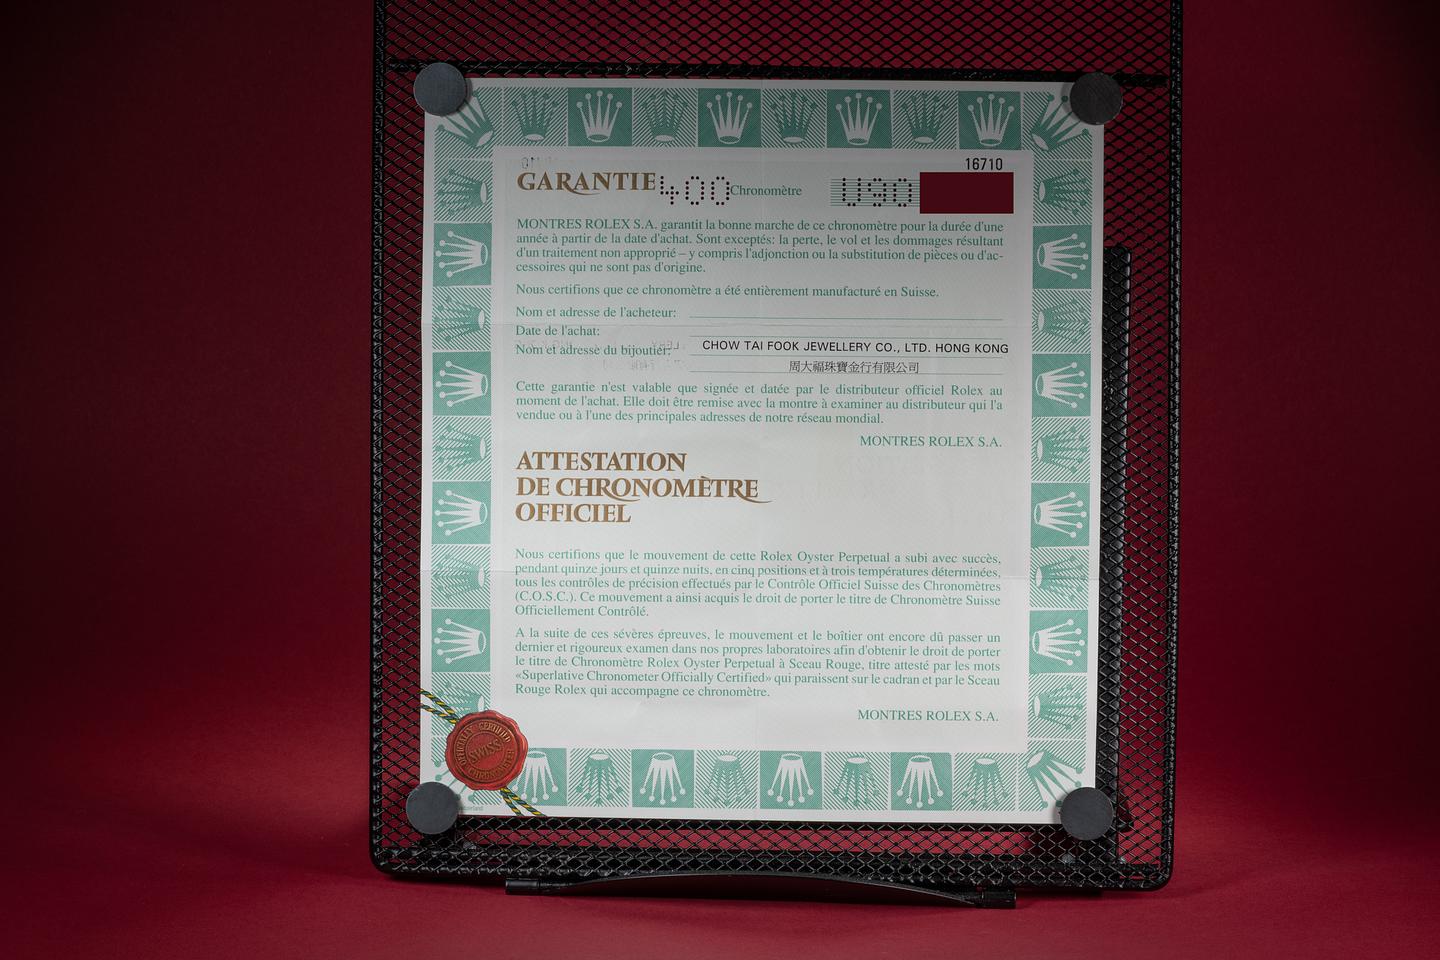 16710
GARANTIE 400 Chronomètre U90
MONTRES ROLEX S.A. garantit la bonne marche de ce chronomètre pour la durée d'une
année à partir de la date d'achat. Sont exceptés: la perte, le vol et les dommages résultant
d'un traitement non approprié – y compris l'adjonction ou la substitution de pièces ou d'ac-
cessoires qui ne sont pas d'origine.
Nous certifions que ce chronomètre a été entièrement manufacturé en Suisse.
Nom et adresse de l'acheteur:
Date de l'achat:
Nom et adresse du bijoutier: CHOW TAI FOOK JEWELLERY CO., LTD. HONG KONG
周大福珠寶金行有限公司
Cette garantie n'est valable que signée et datée par le distributeur officiel Rolex au
moment de l'achat. Elle doit être remise avec la montre à examiner au distributeur qui l'a
vendue ou à l'une des principales adresses de notre réseau mondial.
MONTRES ROLEX S.A.
ATTESTATION
DE CHRONOMÈTRE
OFFICIEL
Nous certifions que le mouvement de cette Rolex Oyster Perpetual a subi avec succès,
pendant quinze jours et quinze nuits, en cinq positions et à trois températures déterminées,
tous les contrôles de précision effectués par le Contrôle Officiel Suisse des Chronomètres
(C.O.S.C.). Ce mouvement a ainsi acquis le droit de porter le titre de Chronomètre Suisse
Officiellement Contrôlé.
A la suite de ces sévères épreuves, le mouvement et le boîtier ont encore dû passer un
dernier et rigoureux examen dans nos propres laboratoires afin d'obtenir le droit de porter
le titre de Chronomètre Rolex Oyster Perpetual à Sceau Rouge, titre attesté par les mots
«Superlative Chronometer Officially Certified» qui paraissent sur le cadran et par le Sceau
Rouge Rolex qui accompagne ce chronomètre.
MONTRES ROLEX S.A.
OFFICIALLY CERTIFIED
SWISS
CHRONOMETER